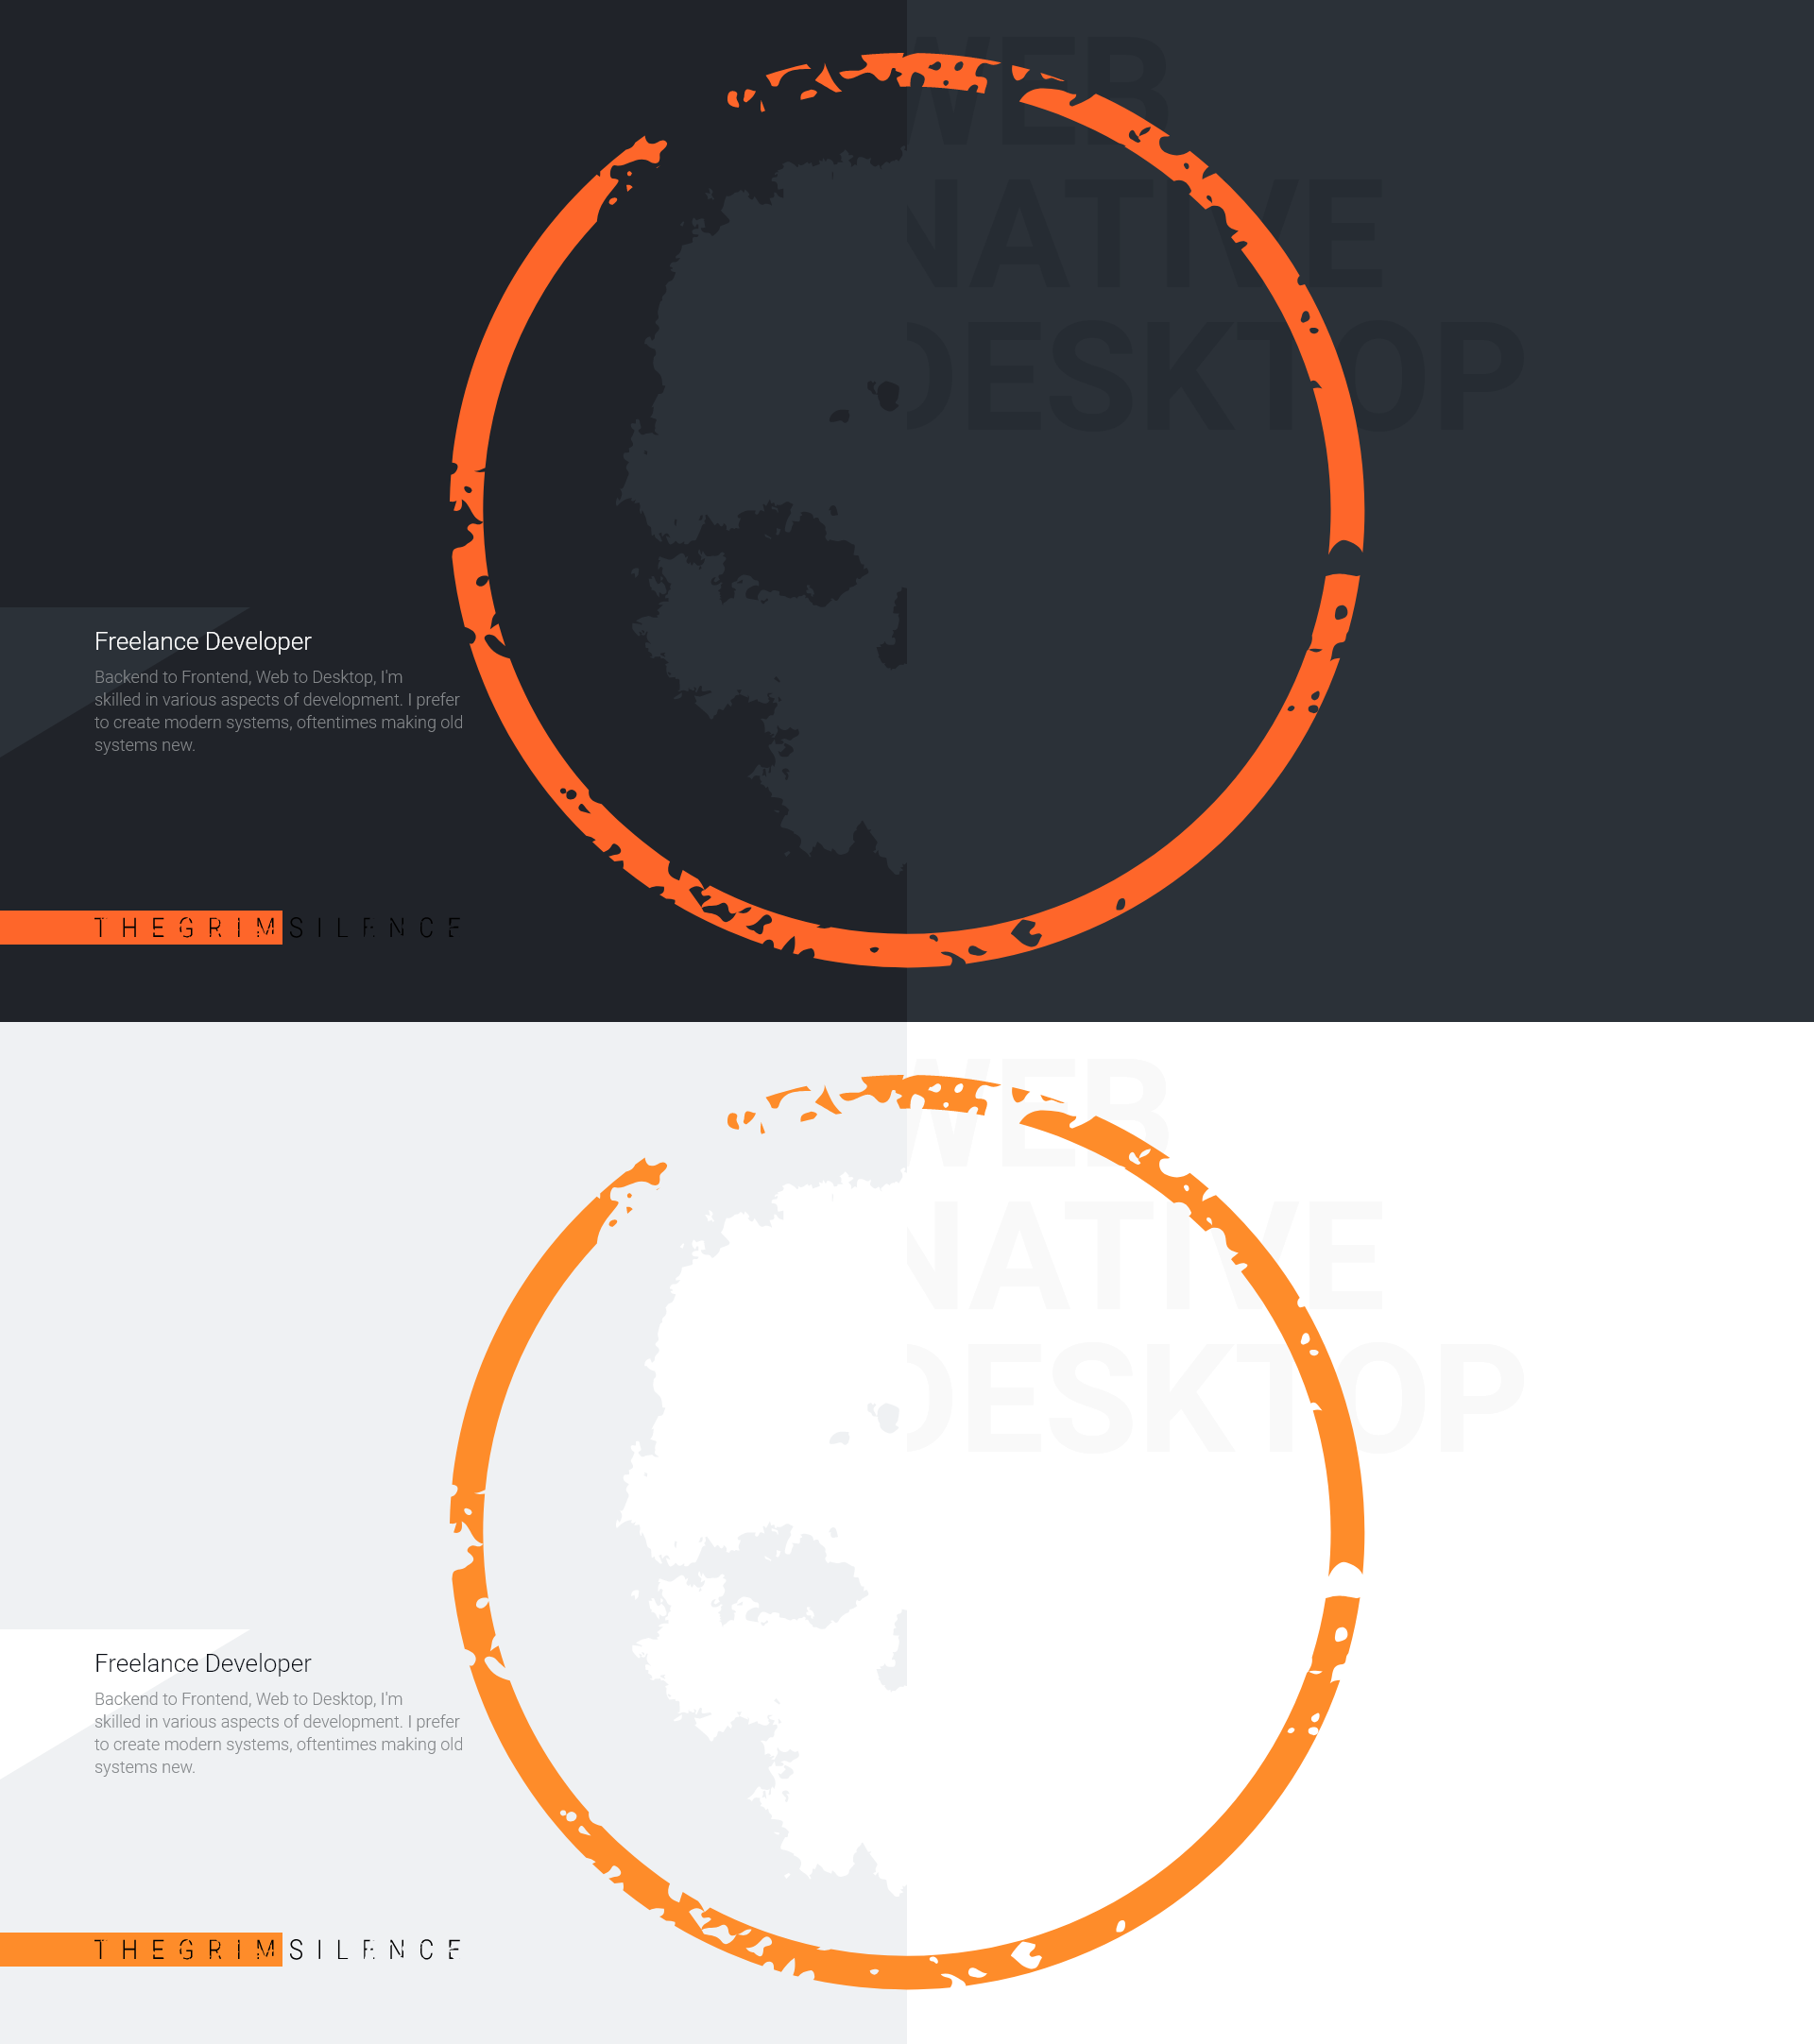 WEB
NATIVE
DESKTOP
Freelance Developer
Backend to Frontend, Web to Desktop, I'm
skilled in various aspects of development. I prefer
to create modern systems, oftentimes making old
systems new.
THEGRIMSILENCE
WEB
NATIVE
DESKTOP
Freelance Developer
Backend to Frontend, Web to Desktop, I'm
skilled in various aspects of development. I prefer
to create modern systems, oftentimes making old
systems new.
THEGRIMSILENCE